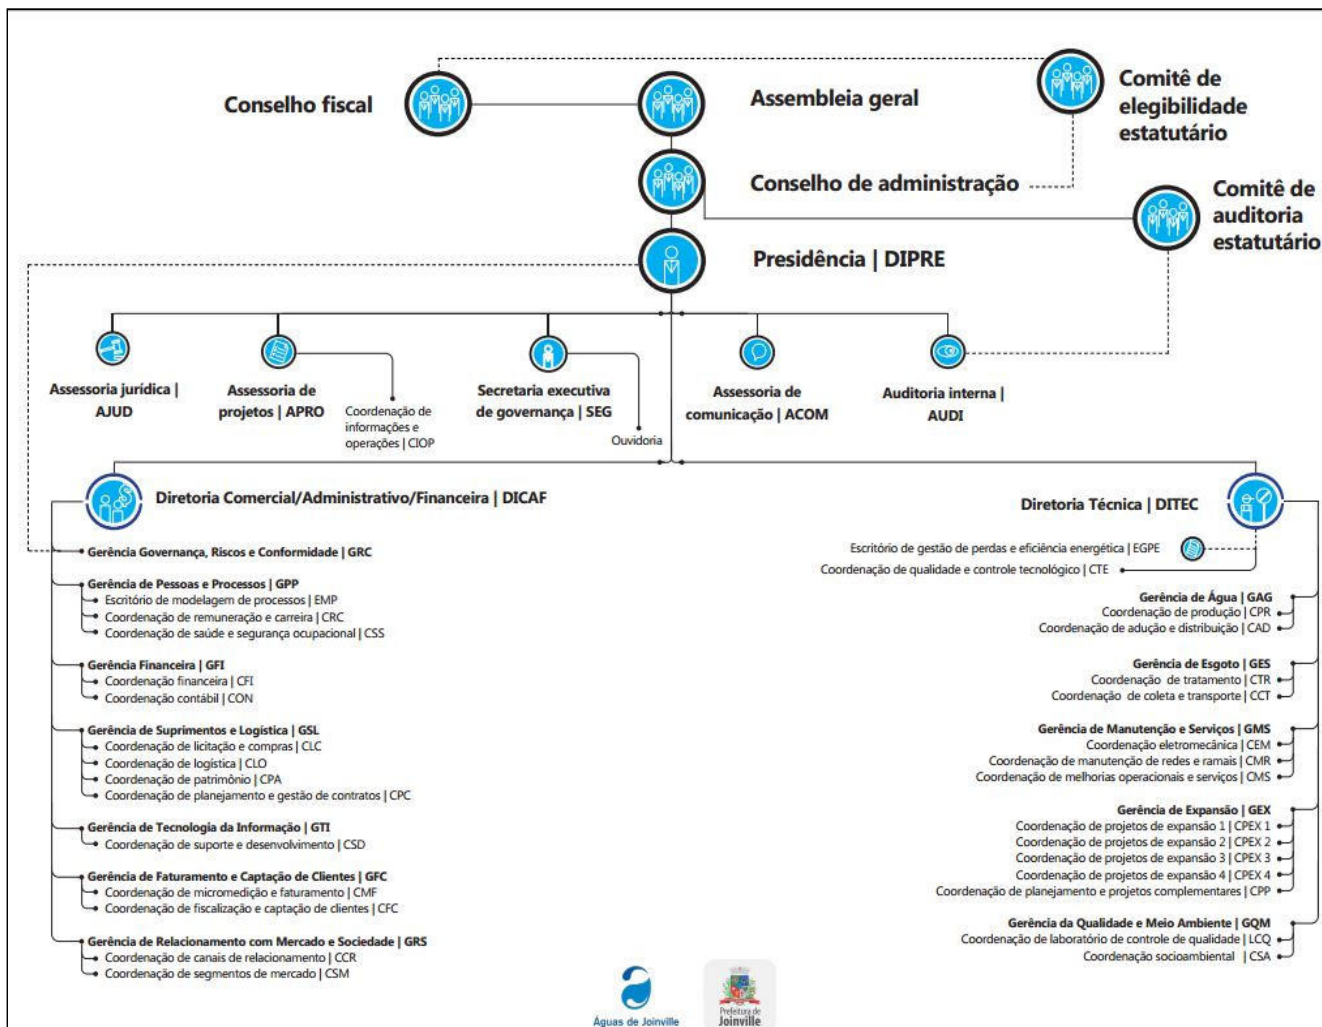 Conselho fiscal
Assembleia geral
Comitê de
elegibilidade
estatutário
Conselho de administração
Comitê de
auditoria
estatutário
Presidência | DIPRE
Assessoria jurídica |
AJUD
Assessoria de
projetos | APRO
Coordenação de
informações e
operações | CIOP
Secretaria executiva
de governança | SEG
Ouvidoria
Assessoria de
comunicação | ACOM
Auditoria interna |
AUDI
Diretoria Comercial/Administrativo/Financeira | DICAF
Gerência Governança, Riscos e Conformidade | GRC
Gerência de Pessoas e Processos | GPP
Escritório de modelagem de processos | EMP
Coordenação de remuneração e carreira | CRC
Coordenação de saúde e segurança ocupacional | CSS
Gerência Financeira | GFI
Coordenação financeira | CFI
Coordenação contábil | CON
Gerência de Suprimentos e Logística | GSL
Coordenação de licitação e compras | CLC
Coordenação de logística | CLO
Coordenação de patrimônio | CPA
Coordenação de planejamento e gestão de contratos | CPC
Gerência de Tecnologia da Informação | GTI
Coordenação de suporte e desenvolvimento | CSD
Gerência de Faturamento e Captação de Clientes | GFC
Coordenação de micromedição e faturamento | CMF
Coordenação de fiscalização e captação de clientes | CFC
Gerência de Relacionamento com Mercado e Sociedade | GRS
Coordenação de canais de relacionamento | CCR
Coordenação de segmentos de mercado | CSM
Diretoria Técnica | DITEC
Escritório de gestão de perdas e eficiência energética | EGPE
Coordenação de qualidade e controle tecnológico | CTE
Gerência de Água | GAG
Coordenação de produção | CPR
Coordenação de adução e distribuição | CAD
Gerência de Esgoto | GES
Coordenação de tratamento | CTR
Coordenação de coleta e transporte | CCT
Gerência de Manutenção e Serviços | GMS
Coordenação eletromecânica | CEM
Coordenação de manutenção de redes e ramais | CMR
Coordenação de melhorias operacionais e serviços | CMS
Gerência de Expansão | GEX
Coordenação de projetos de expansão 1 | CPEX 1
Coordenação de projetos de expansão 2 | CPEX 2
Coordenação de projetos de expansão 3 | CPEX 3
Coordenação de projetos de expansão 4 | CPEX 4
Coordenação de planejamento e projetos complementares | CPP
Gerência da Qualidade e Meio Ambiente | GQM
Coordenação de laboratório de controle de qualidade | LCQ
Coordenação socioambiental | CSA
Águas de Joinville
Prefeitura de
Joinville